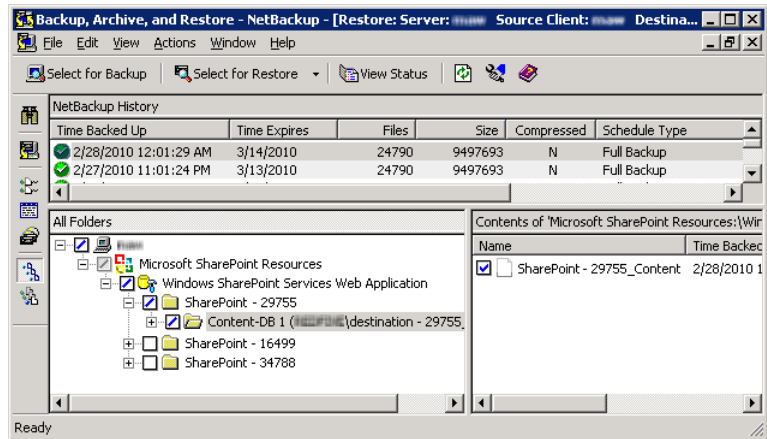 Backup, Archive, and Restore - NetBackup - [Restore: Server: Source Client: Destina...
File Edit View Actions Window Help
Select for Backup Select for Restore View Status
NetBackup History
Time Backed Up Time Expires Files Size Compressed Schedule Type
2/28/2010 12:01:29 AM 3/14/2010 24790 9497693 N Full Backup
2/27/2010 11:01:24 PM 3/13/2010 24790 9497693 N Full Backup
All Folders
Microsoft SharePoint Resources
Windows SharePoint Services Web Application
SharePoint - 29755
Content-DB 1 ( \destination - 29755_
SharePoint - 16499
SharePoint - 34788
Contents of 'Microsoft SharePoint Resources:\Wir
Name Time Backed
SharePoint - 29755_Content 2/28/2010 1
Ready